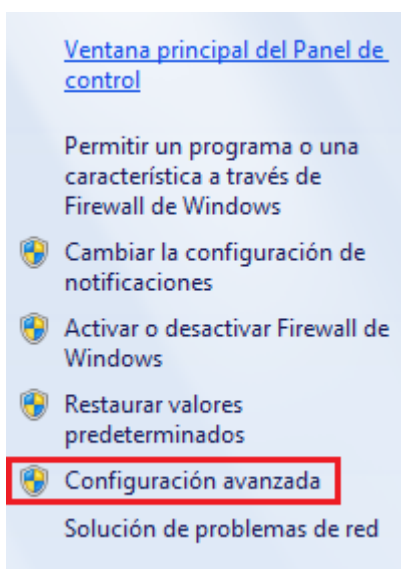 Ventana principal del Panel de
control
Permitir un programa o una
característica a través de
Firewall de Windows
Cambiar la configuración de
notificaciones
Activar o desactivar Firewall de
Windows
Restaurar valores
predeterminados
Configuración avanzada
Solución de problemas de red